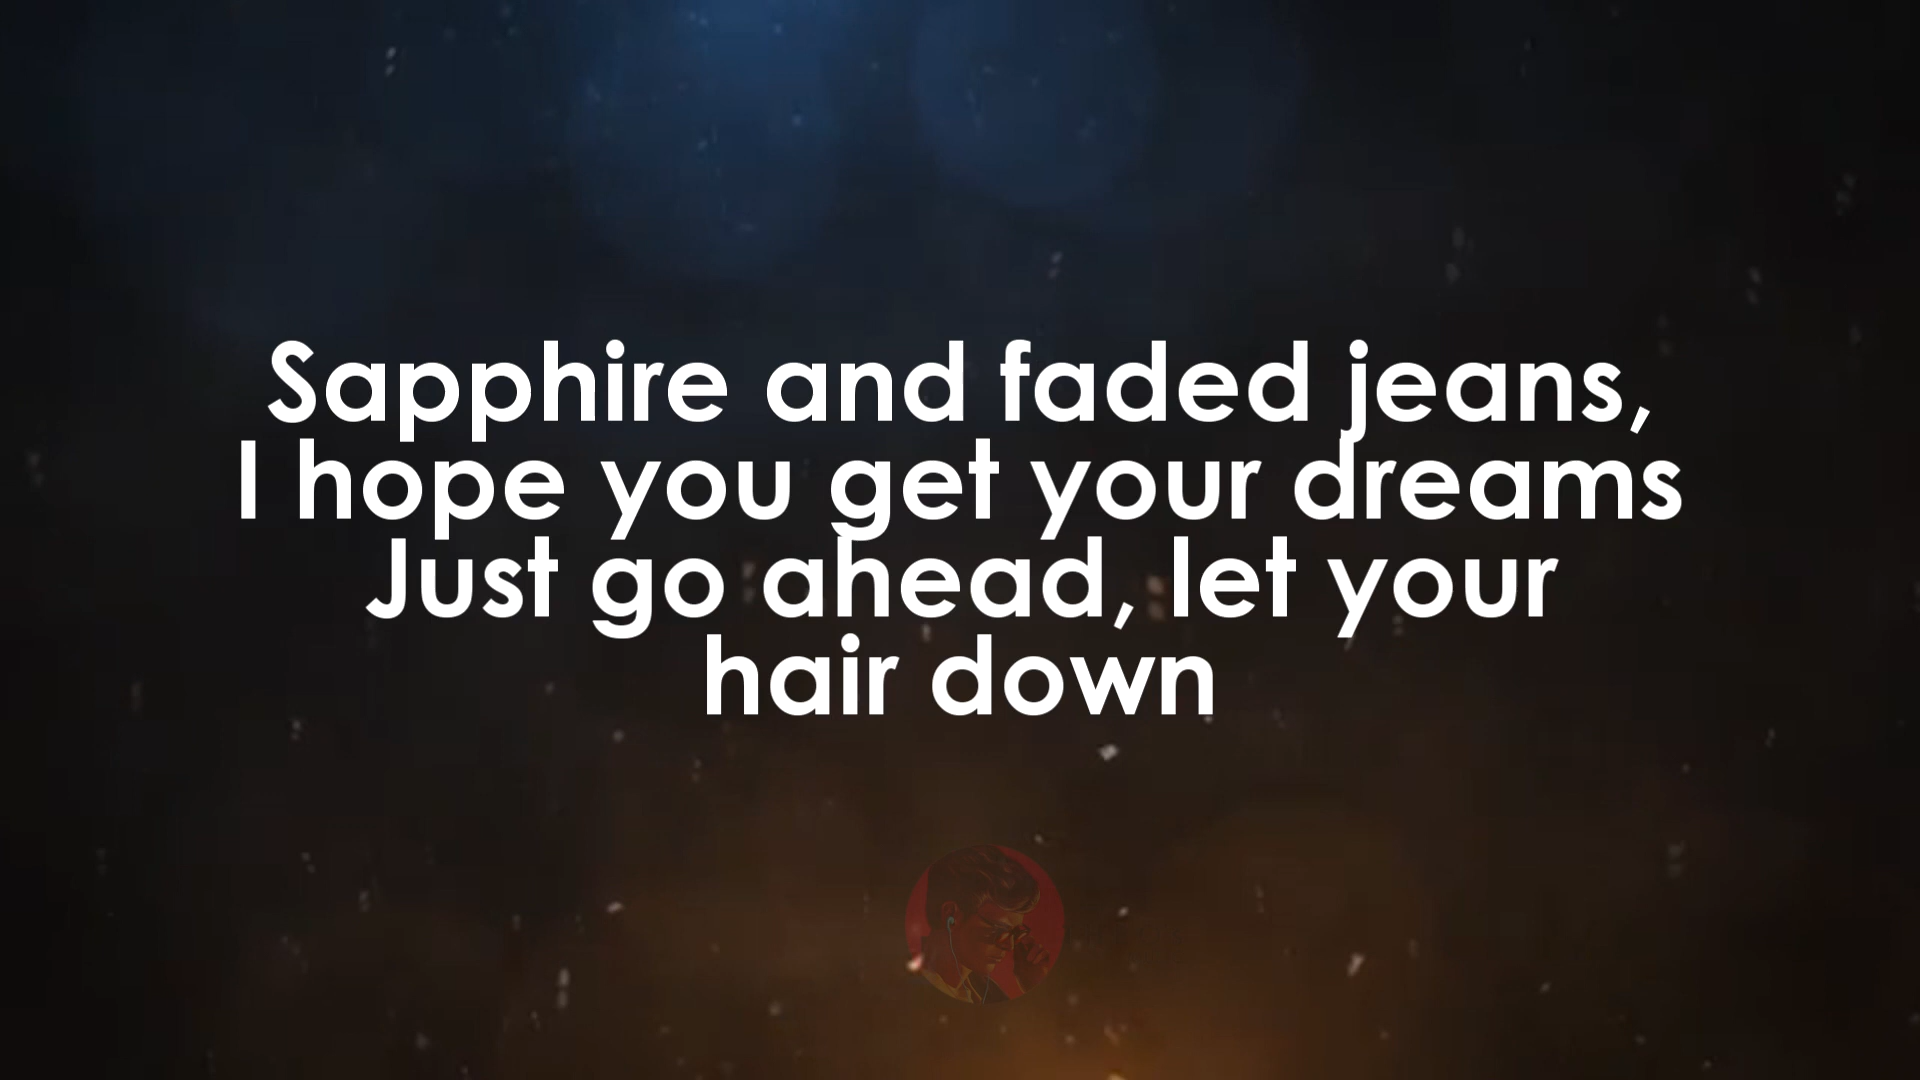 Sapphire and faded jeans,
I hope you get your dreams
Just go ahead, let your
hair down